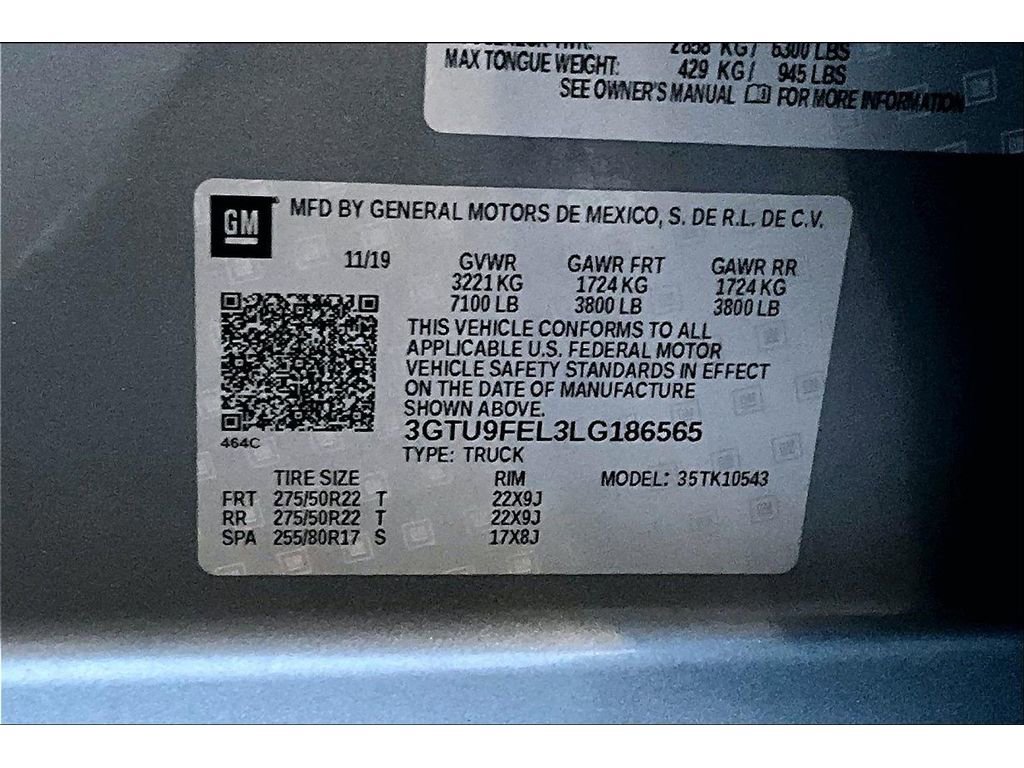 2858 KG/ 6300 LBS
MAX TONGUE WEIGHT: 429 KG/ 945 LBS
SEE OWNER'S MANUAL FOR MORE INFORMATION
GM MFD BY GENERAL MOTORS DE MEXICO, S. DE R.L. DE C.V.
11/19 GVWR GAWR FRT GAWR RR
3221 KG 1724 KG 1724 KG
7100 LB 3800 LB 3800 LB
THIS VEHICLE CONFORMS TO ALL
APPLICABLE U.S. FEDERAL MOTOR
VEHICLE SAFETY STANDARDS IN EFFECT
ON THE DATE OF MANUFACTURE
SHOWN ABOVE.
3GTU9FEL3LG186565
464C
TYPE: TRUCK
TIRE SIZE RIM MODEL: 35TK10543
FRT 275/50R22 T 22X9J
RR 275/50R22 T 22X9J
SPA 255/80R17 S 17X8J